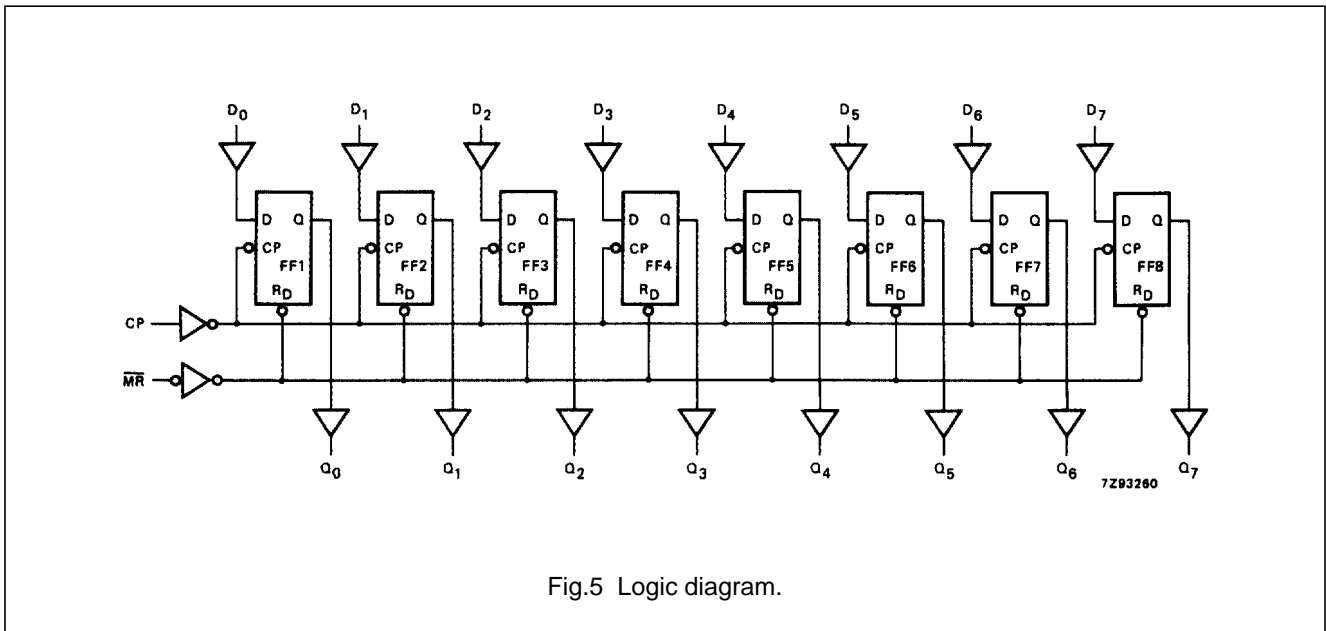 D0 D1 D2 D3 D4 D5 D6 D7
D Q D Q D Q D Q D Q D Q D Q D Q
CP CP CP CP CP CP CP CP
FF1 FF2 FF3 FF4 FF5 FF6 FF7 FF8
RD RD RD RD RD RD RD RD
CP
M̅R̅
Q0 Q1 Q2 Q3 Q4 Q5 Q6 Q7
7Z93260
Fig.5 Logic diagram.